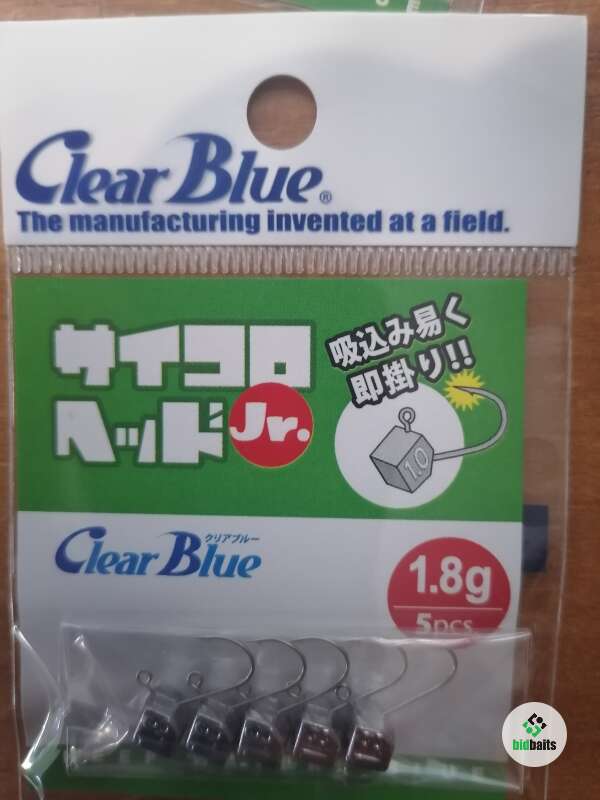 Clear Blue®
The manufacturing invented at a field.
サイコロ
ヘッド Jr.
吸込み易く
即掛り!!
1.0
クリアブルー
Clear Blue
1.8g
5pcs
bidbaits